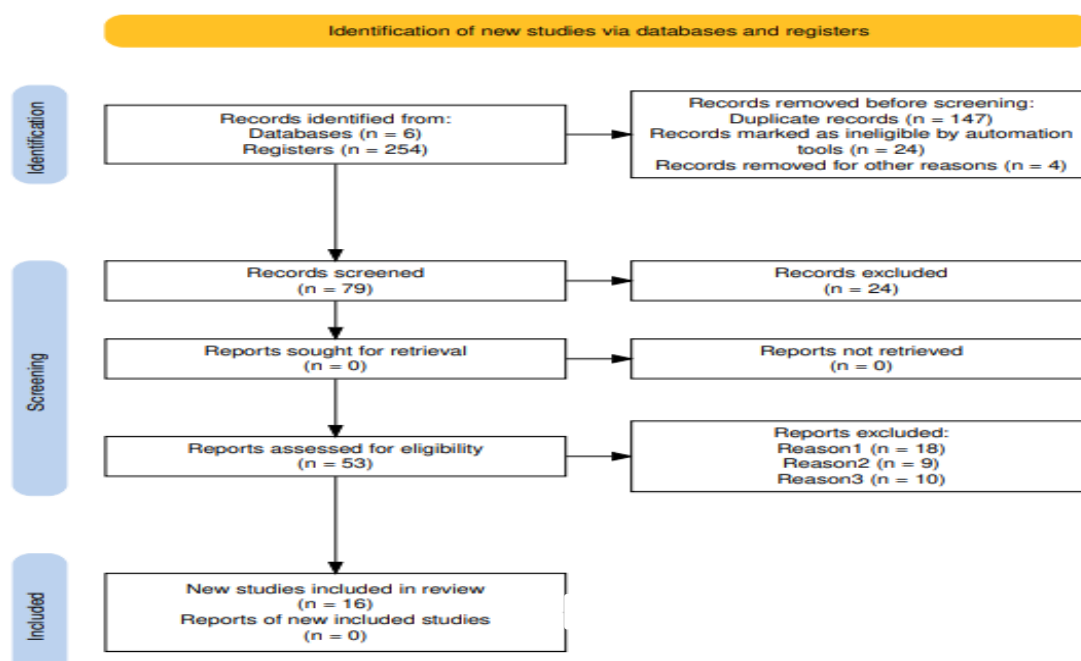 Identification of new studies via databases and registers
Identification
Records identified from:
Databases (n = 6)
Registers (n = 254)
Records removed before screening:
Duplicate records (n = 147)
Records marked as ineligible by automation
tools (n = 24)
Records removed for other reasons (n = 4)
Screening
Records screened
(n = 79)
Records excluded
(n = 24)
Reports sought for retrieval
(n = 0)
Reports not retrieved
(n = 0)
Reports assessed for eligibility
(n = 53)
Reports excluded:
Reason1 (n = 18)
Reason2 (n = 9)
Reason3 (n = 10)
Included
New studies included in review
(n = 16)
Reports of new included studies
(n = 0)